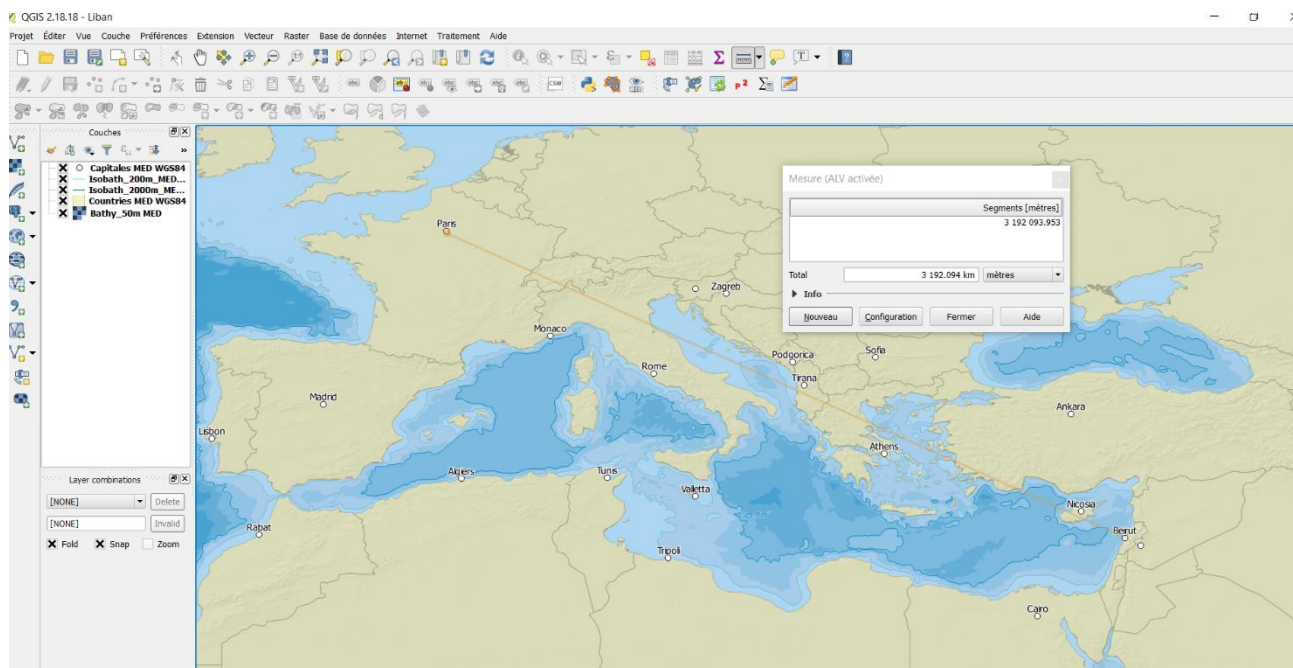 QGIS 2.18.18 - Liban
Projet Éditer Vue Couche Préférences Extension Vecteur Raster Base de données Internet Traitement Aide
Couches
Capitales MED WGS84
Isobath_200m_MED...
Isobath_2000m_ME...
Countries MED WGS84
Bathy_50m MED
Layer combinations
[NONE] Delete
[NONE] Invalid
Fold Snap Zoom
Mesure (ALV activée)
Segments [mètres]
3 192 093.953
Total 3 192.094 km mètres
Info
Nouveau Configuration Fermer Aide
Paris
Zagreb
Monaco
Rome
Podgorica
Sofia
Tirana
Madrid
Ankara
Lisbon
Athens
Algiers
Tunis
Valletta
Nicosia
Rabat
Beirut
Tripoli
Cairo